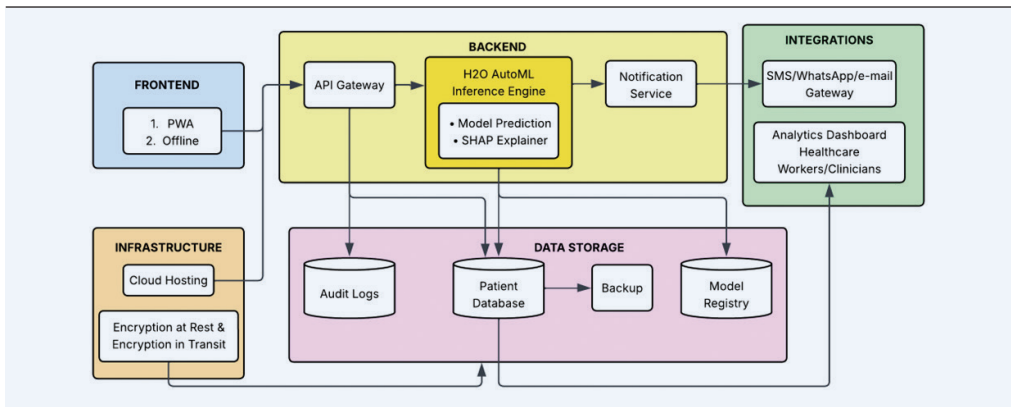 FRONTEND
1. PWA
2. Offline
INFRASTRUCTURE
Cloud Hosting
Encryption at Rest &
Encryption in Transit
BACKEND
API Gateway
H2O AutoML
Inference Engine
• Model Prediction
• SHAP Explainer
Notification
Service
INTEGRATIONS
SMS/WhatsApp/e-mail
Gateway
Analytics Dashboard
Healthcare
Workers/Clinicians
DATA STORAGE
Audit Logs
Patient
Database
Backup
Model
Registry